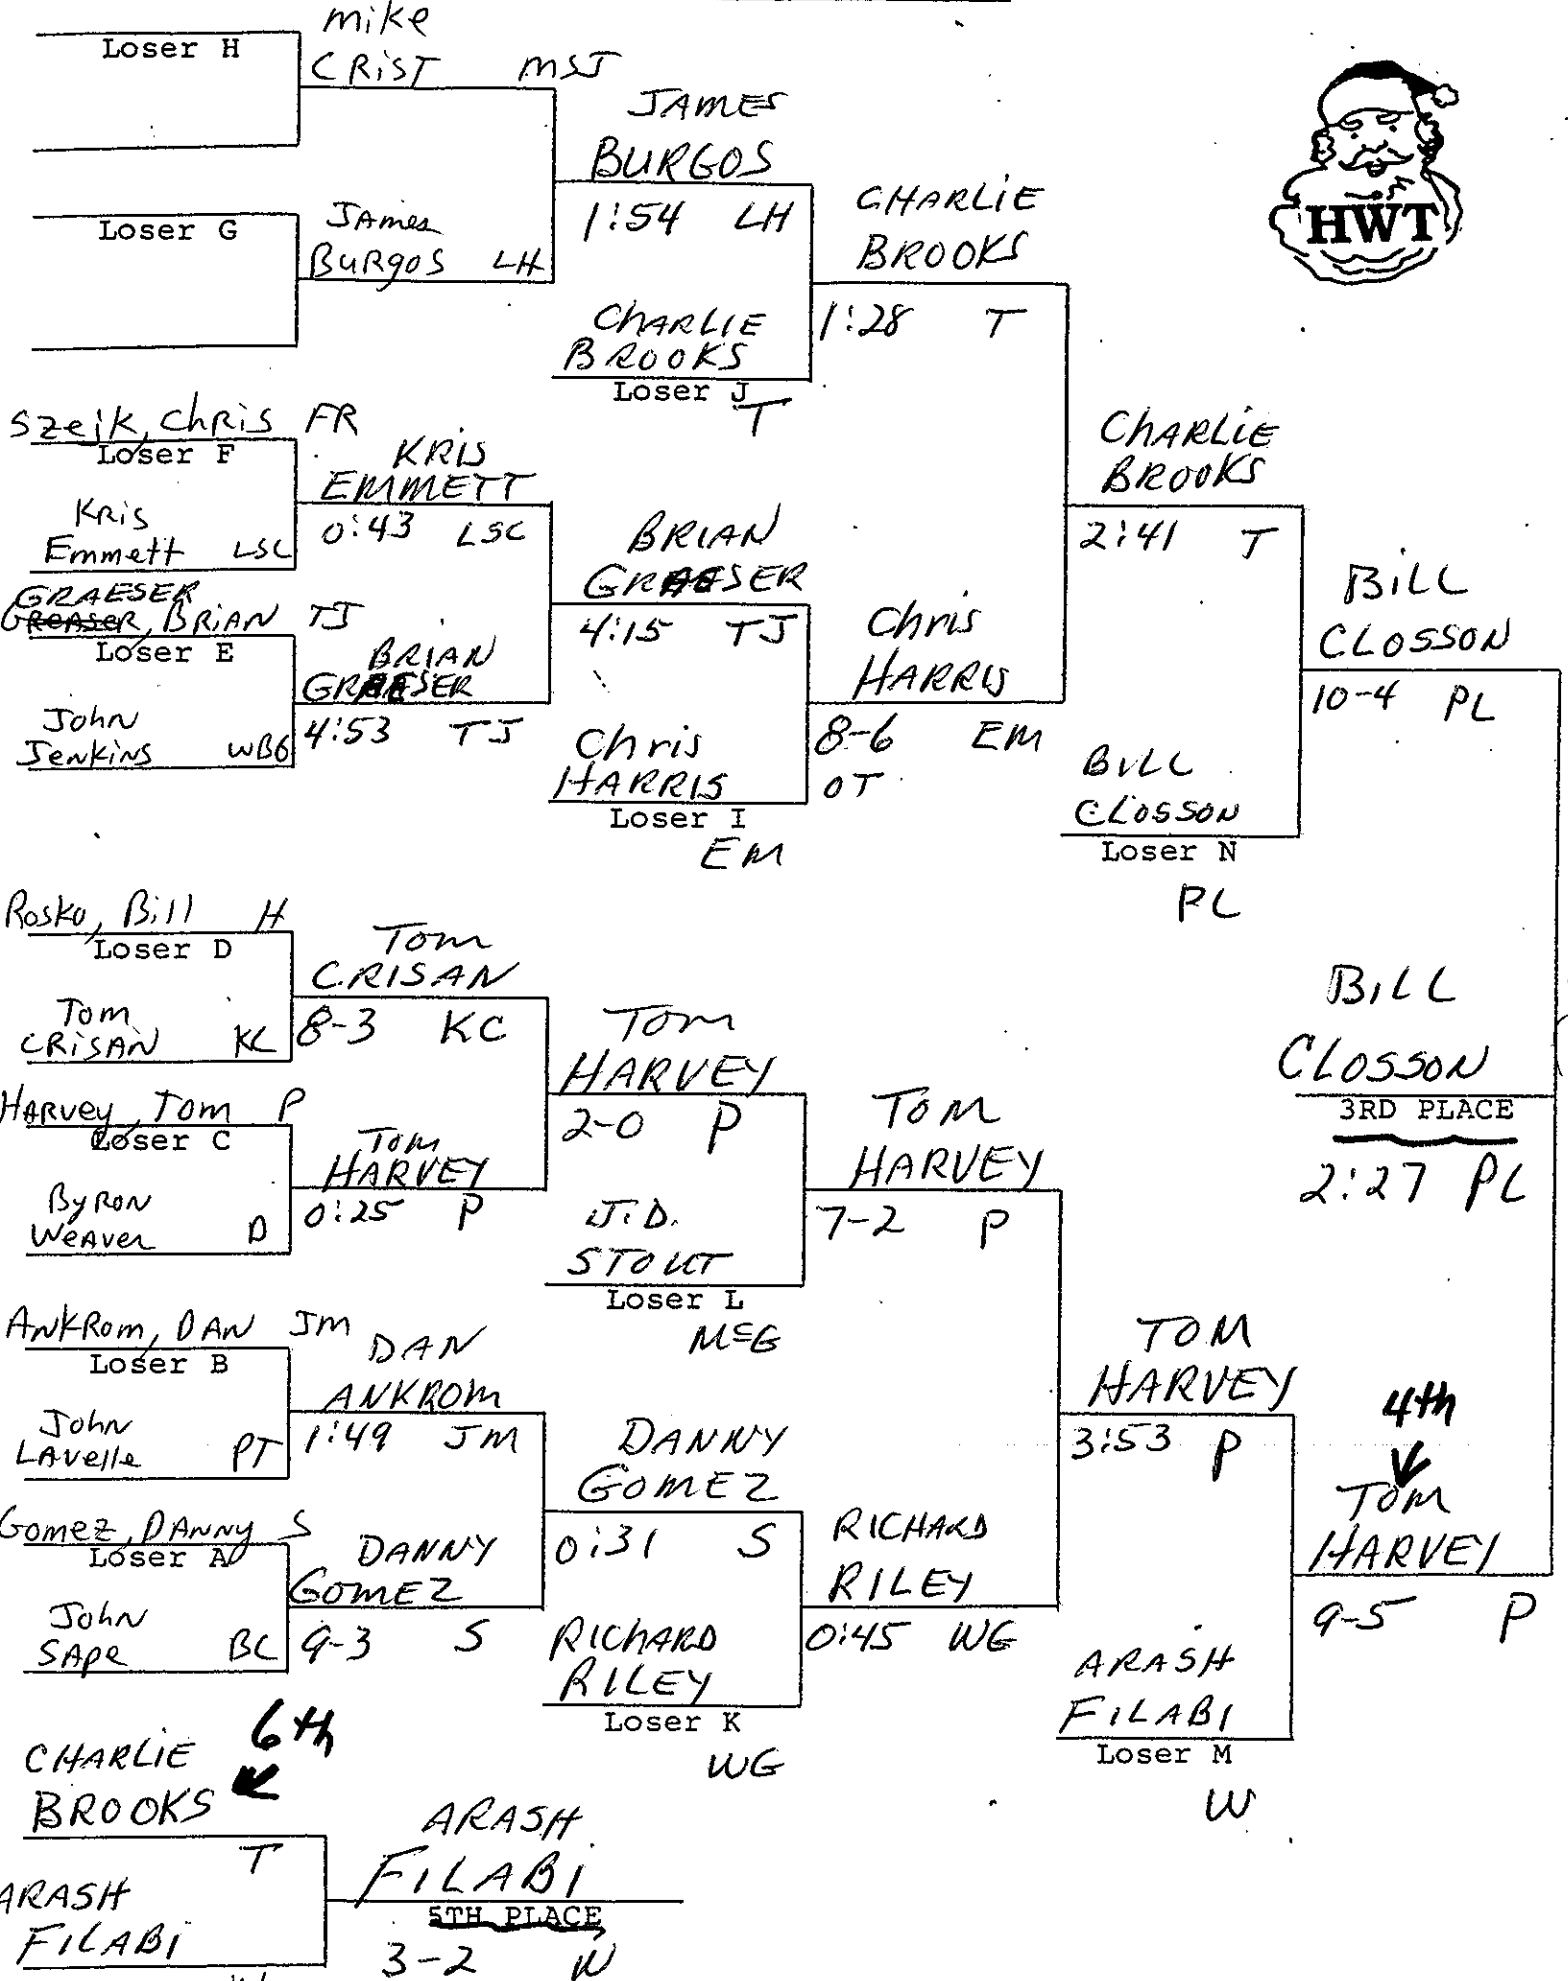 mike
Loser H
CRIST MSJ
JAMES
BURGOS
HWT
Loser G
James
Burgos LH
1:54 LH
CHARLIE
BROOKS
CHARLIE
BROOKS
Loser J
T
1:28 T
Szejk, Chris FR
Loser F
KRIS
EMMETT
Kris
Emmett LSC
0:43 LSC
BRIAN
GRAESER
CHARLIE
BROOKS
2:41 T
GRAESER
GREASER, BRIAN TJ
Loser E
BRIAN
GRAESER
John
Jenkins WBG
4:53 TJ
4:15 TJ
Chris
HARRIS
Chris
HARRIS
Loser I
EM
8-6 EM
OT
BILL
CLOSSON
10-4 PL
BILL
CLOSSON
Loser N
PL
Rosko, Bill H
Loser D
Tom
CRISAN
Tom
CRISAN KC
8-3 KC
TOM
HARVEY
BILL
CLOSSON
3RD PLACE
2:27 PL
HARVEY, Tom P
Loser C
Tom
HARVEY
Byron
Weaver D
0:25 P
2-0 P
TOM
HARVEY
J.D.
STOUT
Loser L
McG
7-2 P
ANKROM, DAN JM
Loser B
DAN
ANKROM
John
LAVelle PT
1:49 JM
DANNY
GOMEZ
TOM
HARVEY
3:53 P
4th
TOM
HARVEY
9-5 P
Gomez, DANNY S
Loser A
DANNY
GOMEZ
John
SAPe BC
9-3 S
0:31 S
RICHARD
RILEY
RICHARD
RILEY
Loser K
WG
0:45 WG
ARASH
FILABI
Loser M
W
6th
CHARLIE
BROOKS
T
ARASH
FILABI
ARASH
FILABI
5TH PLACE
3-2 W